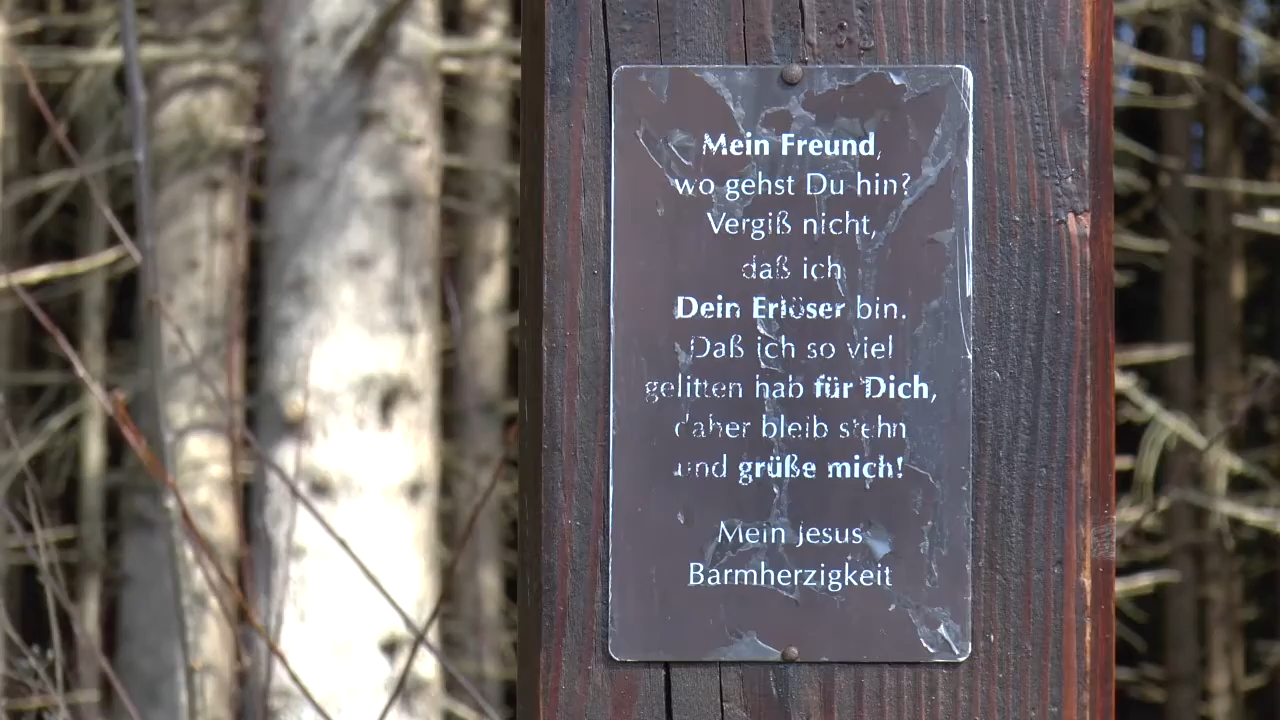 Mein Freund,
wo gehst Du hin?
Vergiß nicht,
daß ich
Dein Erlöser bin.
Daß ich so viel
gelitten hab für Dich,
daher bleib stehn
und grüße mich!
Mein Jesus
Barmherzigkeit